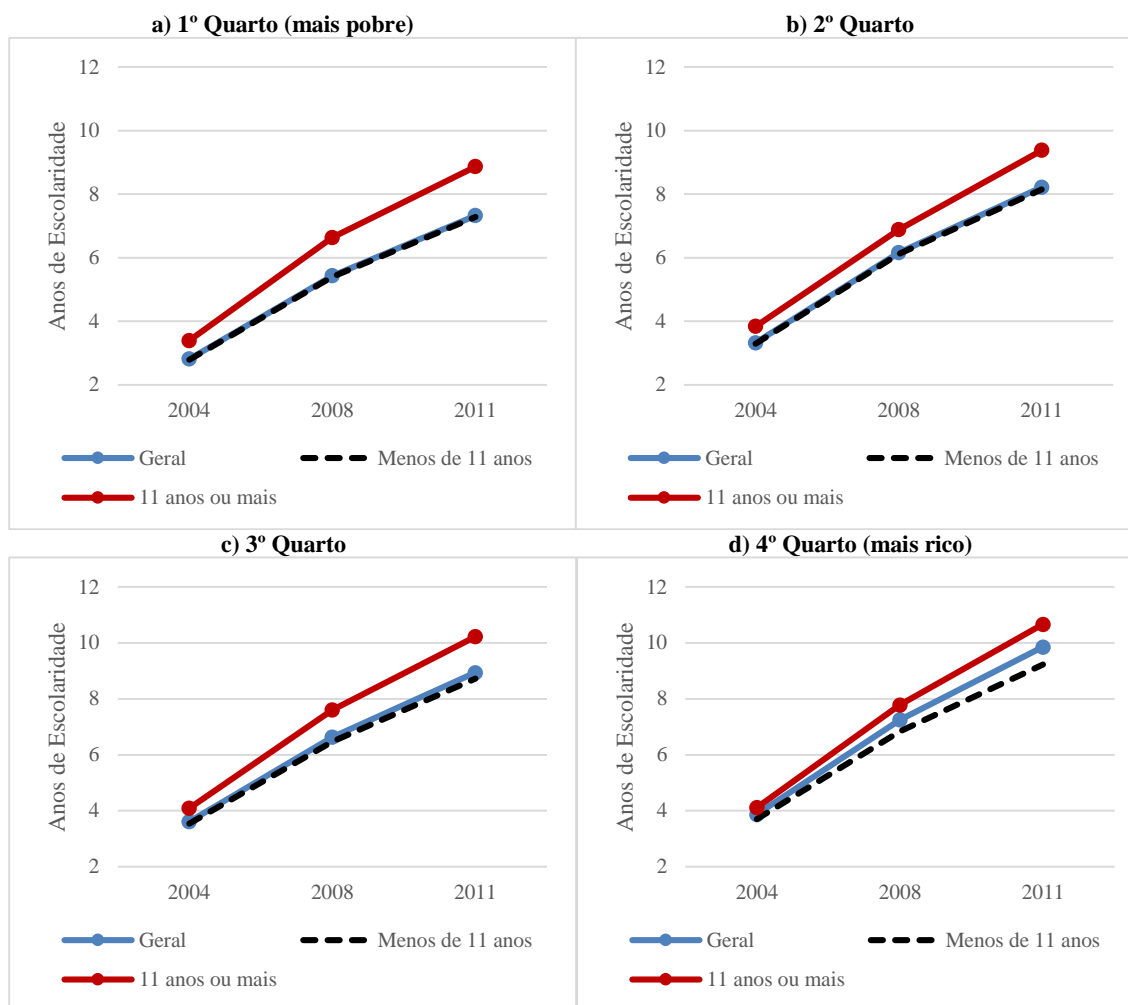 a) 1º Quarto (mais pobre)
12
10
8
6
4
2
Anos de Escolaridade
2004 2008 2011
Geral Menos de 11 anos
11 anos ou mais
b) 2º Quarto
12
10
8
6
4
2
Anos de Escolaridade
2004 2008 2011
Geral Menos de 11 anos
11 anos ou mais
c) 3º Quarto
12
10
8
6
4
2
Anos de Escolaridade
2004 2008 2011
Geral Menos de 11 anos
11 anos ou mais
d) 4º Quarto (mais rico)
12
10
8
6
4
2
Anos de Escolaridade
2004 2008 2011
Geral Menos de 11 anos
11 anos ou mais